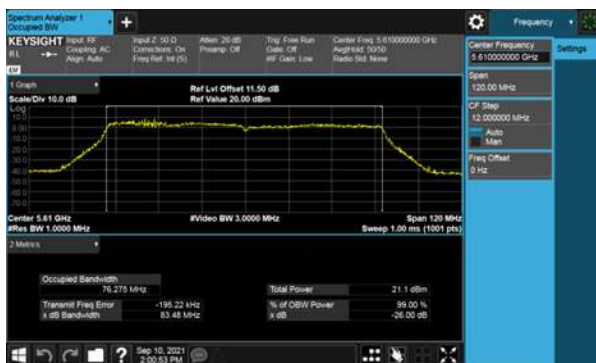 Spectrum Analyzer 1
Occupied BW
+
Frequency
KEYSIGHT
Input: RF
Coupling: AC
Align: Auto
Input Z: 50 Ω
Corrections: On
Freq Ref: Int (S)
Atten: 20 dB
Preamp: Off
Trig: Free Run
Gate: Off
#IF Gain: Low
Center Freq: 5.610000000 GHz
Avg|Hold: 50/50
Radio Std: None
Center Frequency
5.610000000 GHz
Settings
Span
120.00 MHz
CF Step
12.000000 MHz
Auto
Man
Freq Offset
0 Hz
1 Graph
Scale/Div 10.0 dB
Ref Lvl Offset 11.50 dB
Ref Value 20.00 dBm
Log
10.0
0.00
-10.0
-20.0
-30.0
-40.0
-50.0
-60.0
-70.0
Center 5.61 GHz
#Res BW 1.0000 MHz
#Video BW 3.0000 MHz
Span 120 MHz
Sweep 1.00 ms (1001 pts)
2 Metrics
Occupied Bandwidth
76.275 MHz
Total Power
21.1 dBm
Transmit Freq Error
-195.22 kHz
% of OBW Power
99.00 %
x dB Bandwidth
83.48 MHz
x dB
-26.00 dB
?
Sep 10, 2021
2:00:53 PM